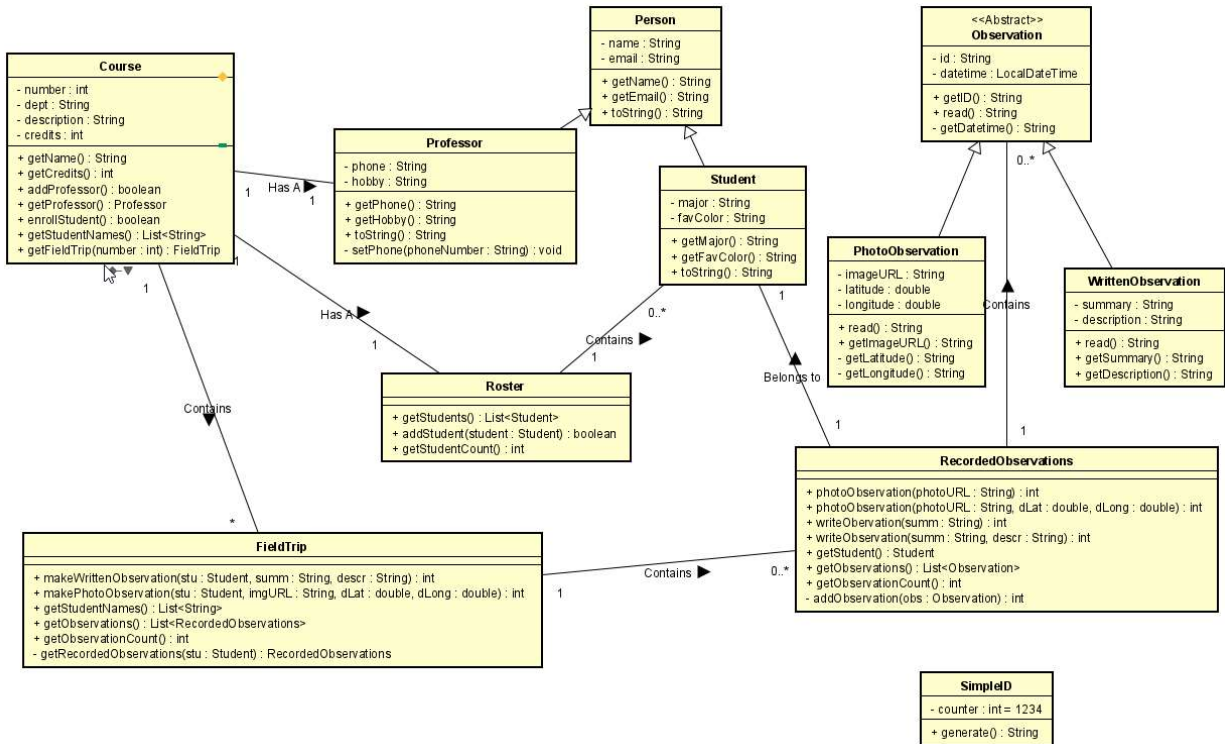 Course
- number : int
- dept : String
- description : String
- credits : int
+ getName() : String
+ getCredits() : int
+ addProfessor() : boolean
+ getProfessor() : Professor
+ enrollStudent() : boolean
+ getStudentNames() : List<String>
+ getFieldTrip(number : int) : FieldTrip
Person
- name : String
- email : String
+ getName() : String
+ getEmail() : String
+ toString() : String
<<Abstract>>
Observation
- id : String
- datetime : LocalDateTime
+ getID() : String
+ read() : String
- getDatetime() : String
Professor
- phone : String
- hobby : String
+ getPhone() : String
+ getHobby() : String
+ toString() : String
- setPhone(phoneNumber : String) : void
1
Has A
1
Student
- major : String
- favColor : String
+ getMajor() : String
+ getFavColor() : String
+ toString() : String
0..*
PhotoObservation
- imageURL : String
- latitude : double
- longitude : double
+ read() : String
+ getImageURL() : String
- getLatitude() : String
- getLongitude() : String
WrittenObservation
- summary : String
- description : String
+ read() : String
+ getSummary() : String
+ getDescription() : String
1
Has A
1
0..*
Contains
1
1
Belongs to
1
Contains
1
Roster
+ getStudents() : List<Student>
+ addStudent(student : Student) : boolean
+ getStudentCount() : int
1
Contains
*
RecordedObservations
+ photoObservation(photoURL : String) : int
+ photoObservation(photoURL : String, dLat : double, dLong : double) : int
+ writeObervation(summ : String) : int
+ writeObservation(summ : String, descr : String) : int
+ getStudent() : Student
+ getObservations() : List<Observation>
+ getObservationCount() : int
- addObservation(obs : Observation) : int
FieldTrip
+ makeWrittenObservation(stu : Student, summ : String, descr : String) : int
+ makePhotoObservation(stu : Student, imgURL : String, dLat : double, dLong : double) : int
+ getStudentNames() : List<String>
+ getObservations() : List<RecordedObservations>
+ getObservationCount() : int
- getRecordedObservations(stu : Student) : RecordedObservations
1
Contains
0..*
SimpleID
- counter : int = 1234
+ generate() : String